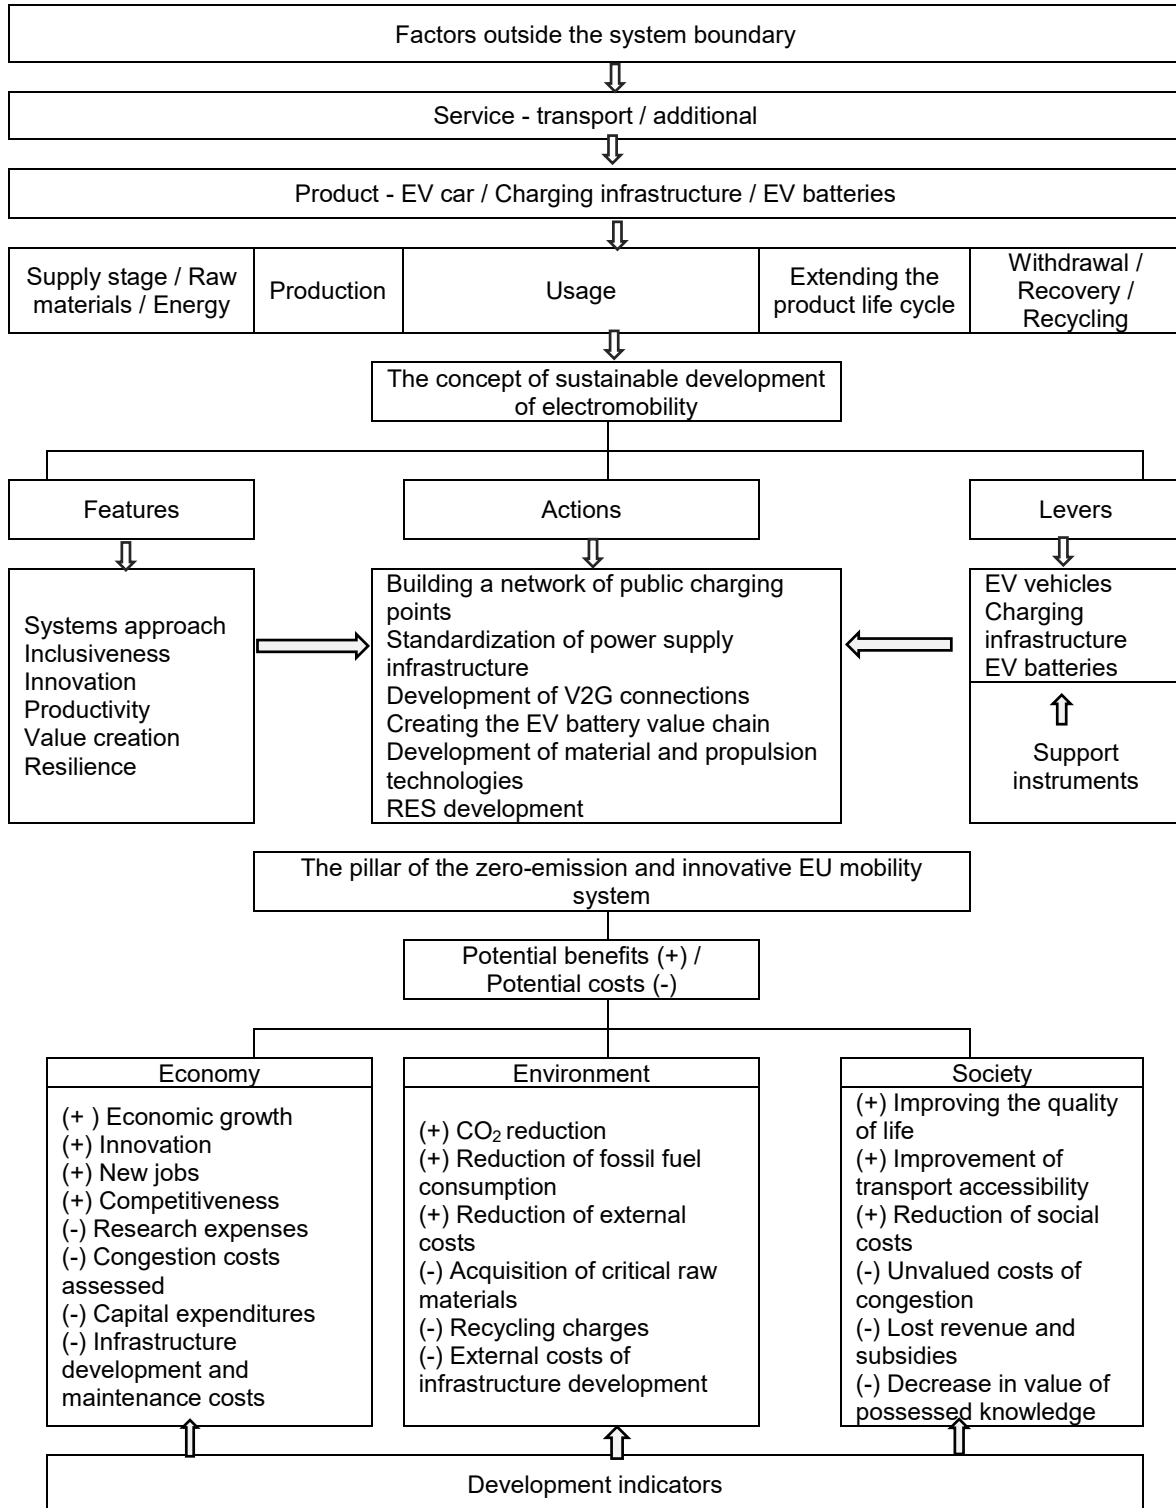 Factors outside the system boundary
Service - transport / additional
Product - EV car / Charging infrastructure / EV batteries
Supply stage / Raw
materials / Energy
Production
Usage
Extending the
product life cycle
Withdrawal /
Recovery /
Recycling
The concept of sustainable development
of electromobility
Features
Actions
Levers
Systems approach
Inclusiveness
Innovation
Productivity
Value creation
Resilience
Building a network of public charging
points
Standardization of power supply
infrastructure
Development of V2G connections
Creating the EV battery value chain
Development of material and propulsion
technologies
RES development
EV vehicles
Charging
infrastructure
EV batteries
Support
instruments
The pillar of the zero-emission and innovative EU mobility
system
Potential benefits (+) /
Potential costs (-)
Economy
(+ ) Economic growth
(+) Innovation
(+) New jobs
(+) Competitiveness
(-) Research expenses
(-) Congestion costs
assessed
(-) Capital expenditures
(-) Infrastructure
development and
maintenance costs
Environment
(+) CO₂ reduction
(+) Reduction of fossil fuel
consumption
(+) Reduction of external
costs
(-) Acquisition of critical raw
materials
(-) Recycling charges
(-) External costs of
infrastructure development
Society
(+) Improving the quality
of life
(+) Improvement of
transport accessibility
(+) Reduction of social
costs
(-) Unvalued costs of
congestion
(-) Lost revenue and
subsidies
(-) Decrease in value of
possessed knowledge
Development indicators